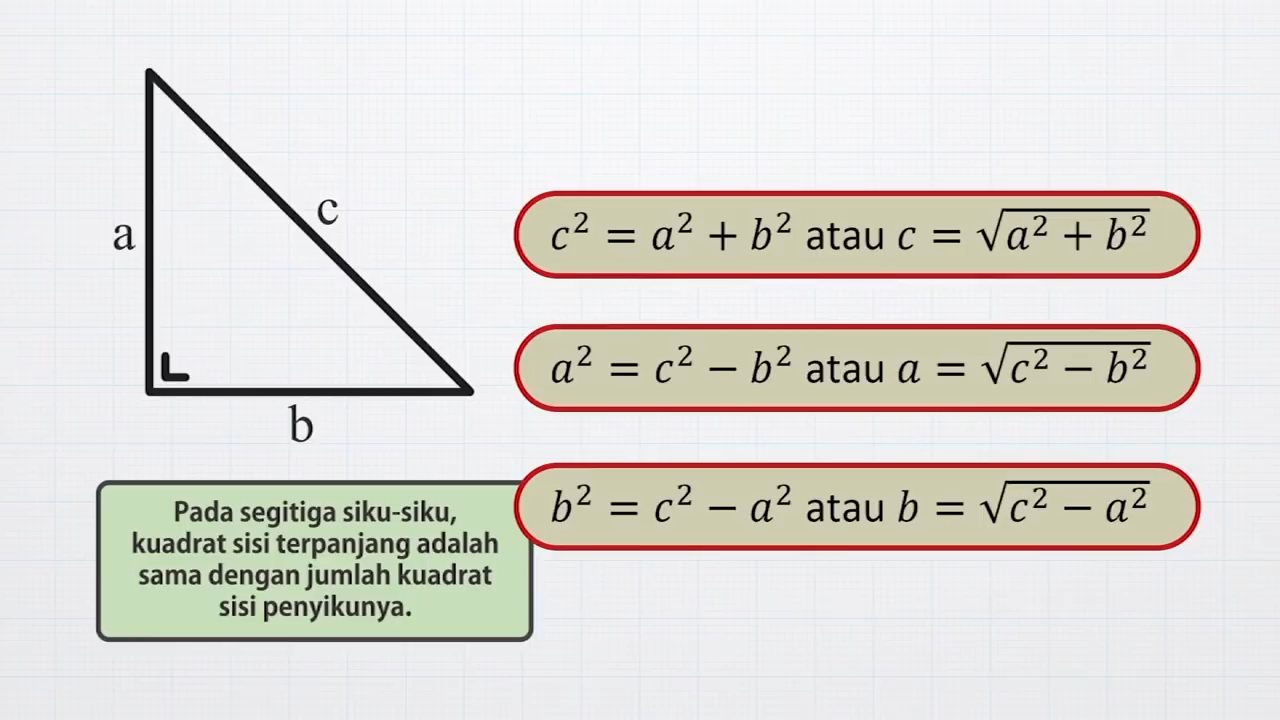 a
c
b
c² = a² + b² atau c = √(a² + b²)
a² = c² − b² atau a = √(c² − b²)
b² = c² − a² atau b = √(c² − a²)
Pada segitiga siku-siku,
kuadrat sisi terpanjang adalah
sama dengan jumlah kuadrat
sisi penyikunya.